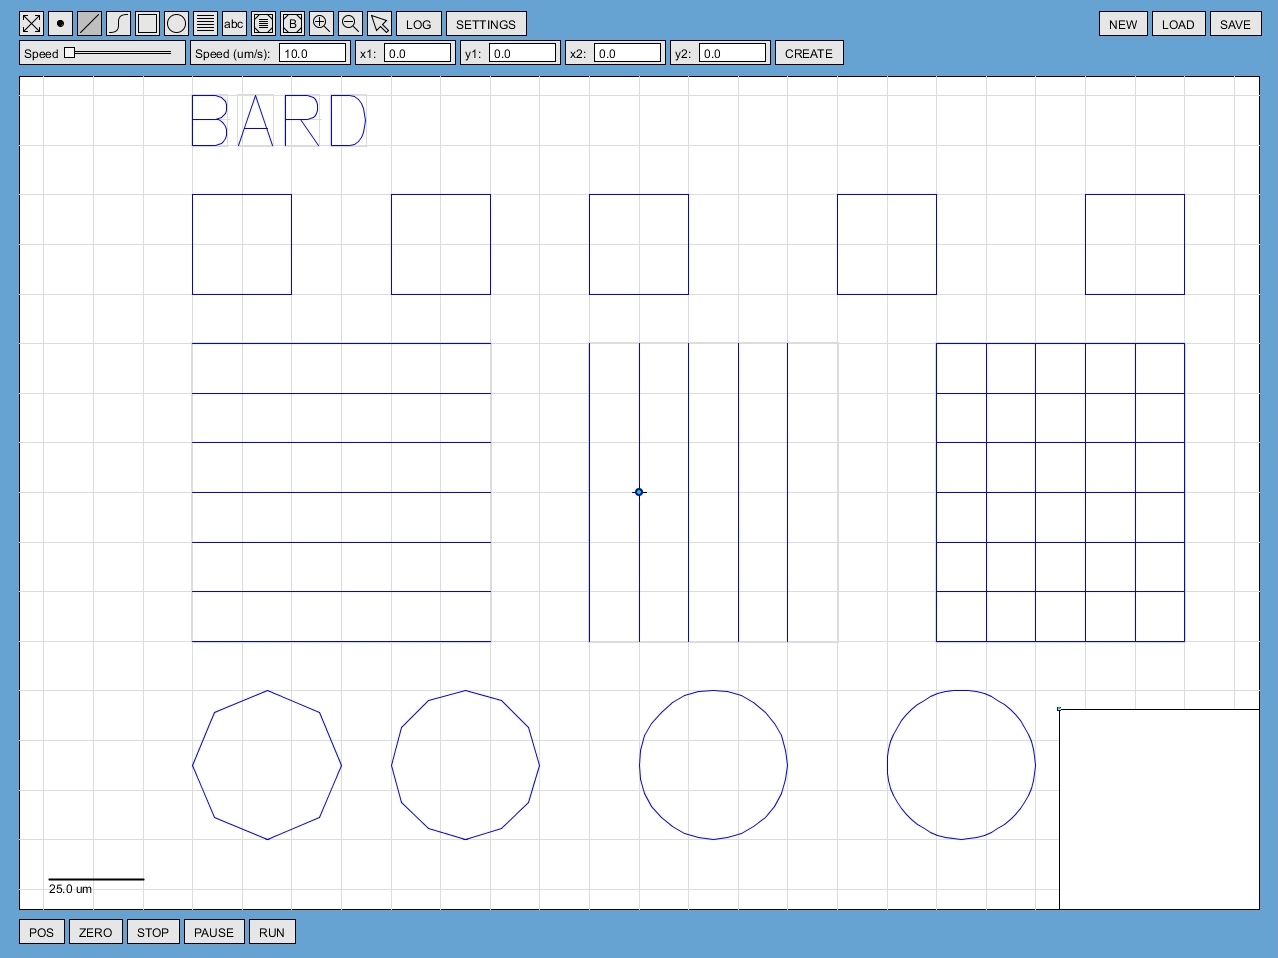 abc B LOG SETTINGS NEW LOAD SAVE
Speed Speed (um/s): 10.0 x1: 0.0 y1: 0.0 x2: 0.0 y2: 0.0 CREATE
BARD
25.0 um
POS ZERO STOP PAUSE RUN